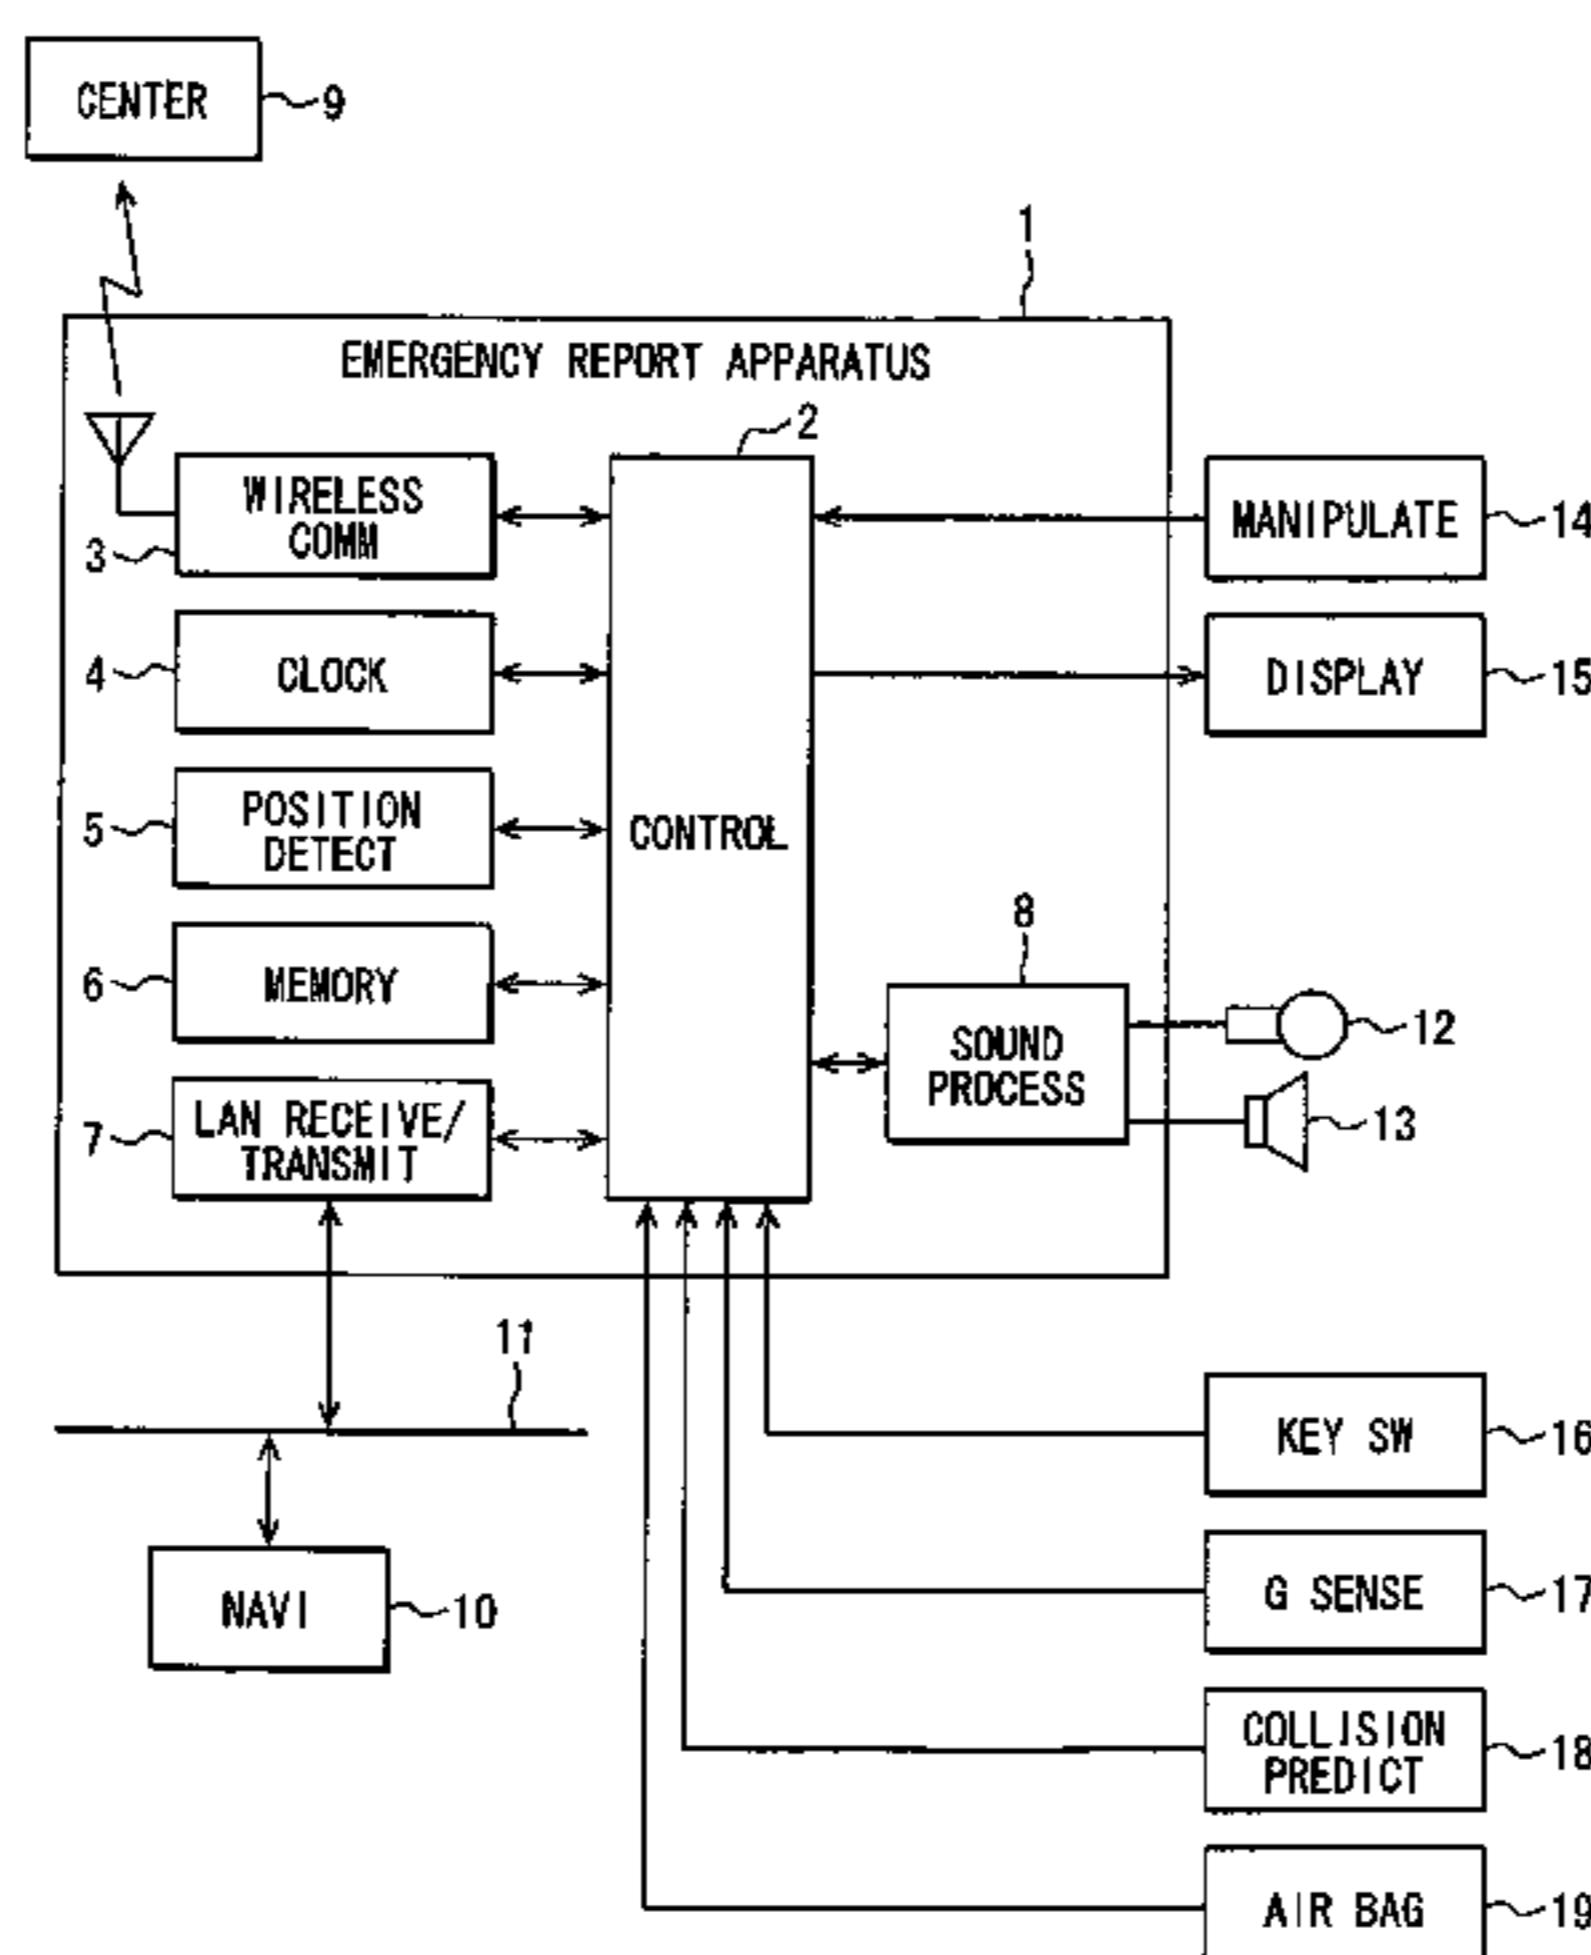 CENTER
9
1
EMERGENCY REPORT APPARATUS
2
WIRELESS
COMM
3
MANIPULATE
14
CLOCK
4
DISPLAY
15
POSITION
DETECT
5
CONTROL
MEMORY
6
8
SOUND
PROCESS
12
13
LAN RECEIVE/
TRANSMIT
7
11
KEY SW
16
NAVI
10
G SENSE
17
COLLISION
PREDICT
18
AIR BAG
19